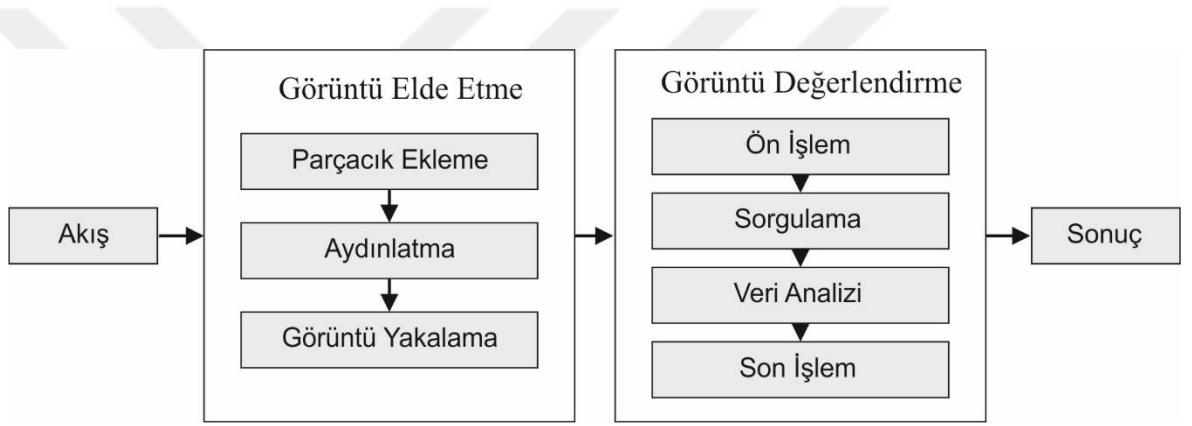 Akış
Görüntü Elde Etme
Parçacık Ekleme
Aydınlatma
Görüntü Yakalama
Görüntü Değerlendirme
Ön İşlem
Sorgulama
Veri Analizi
Son İşlem
Sonuç